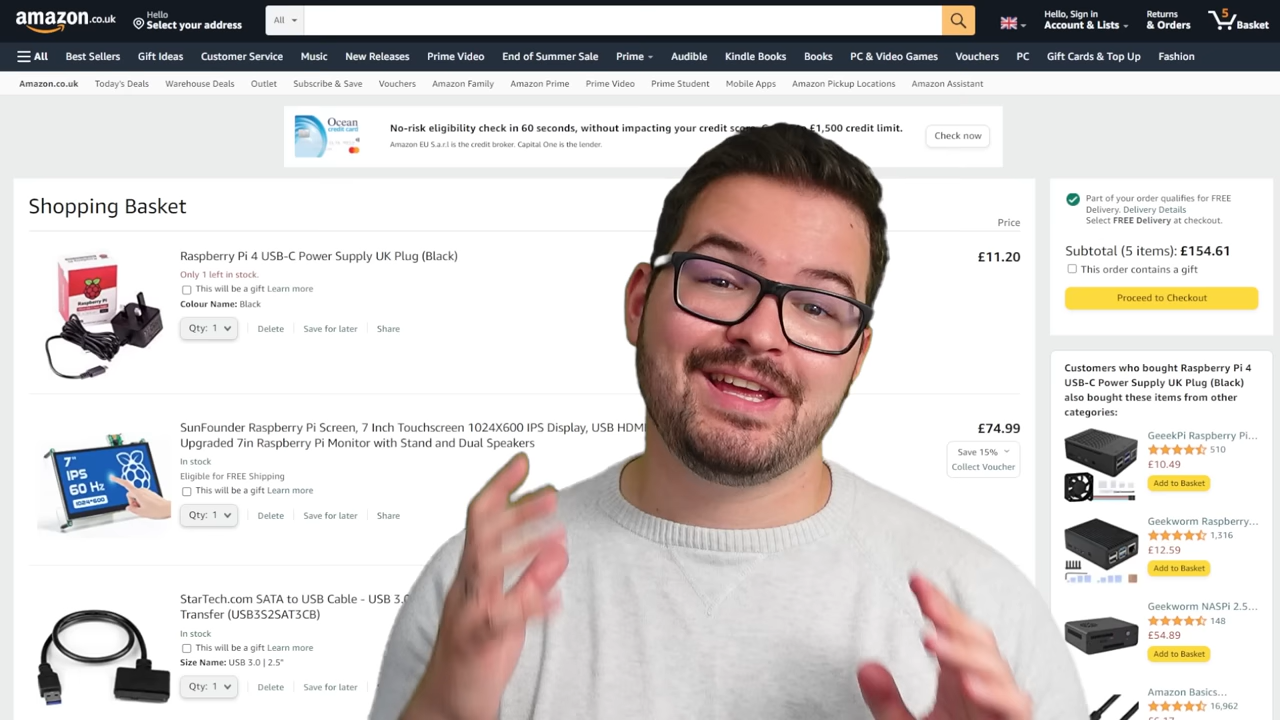 amazon.co.uk
Hello
Select your address
All
Hello, Sign in
Account & Lists
Returns
& Orders
5
Basket
All
Best Sellers
Gift Ideas
Customer Service
Music
New Releases
Prime Video
End of Summer Sale
Prime
Audible
Kindle Books
Books
PC & Video Games
Vouchers
PC
Gift Cards & Top Up
Fashion
Amazon.co.uk
Today's Deals
Warehouse Deals
Outlet
Subscribe & Save
Vouchers
Amazon Family
Amazon Prime
Prime Video
Prime Student
Mobile Apps
Amazon Pickup Locations
Amazon Assistant
Ocean
credit card
No-risk eligibility check in 60 seconds, without impacting your credit £1,500 credit limit.
Amazon EU S.a.r.l is the credit broker. Capital One is the lender.
Check now
Shopping Basket
Price
Raspberry Pi 4 USB-C Power Supply UK Plug (Black)
£11.20
Only 1 left in stock.
This will be a gift Learn more
Colour Name: Black
Qty: 1
Delete
Save for later
Share
SunFounder Raspberry Pi Screen, 7 Inch Touchscreen 1024X600 IPS Display, USB HDMI
Upgraded 7in Raspberry Pi Monitor with Stand and Dual Speakers
£74.99
Save 15%
Collect Voucher
In stock
Eligible for FREE Shipping
This will be a gift Learn more
Qty: 1
Delete
Save for later
Share
7"
IPS
60 Hz
1024*600
StarTech.com SATA to USB Cable - USB 3.0
Transfer (USB3S2SAT3CB)
In stock
This will be a gift Learn more
Size Name: USB 3.0 | 2.5"
Qty: 1
Delete
Save for later
Part of your order qualifies for FREE
Delivery. Delivery Details
Select FREE Delivery at checkout.
Subtotal (5 items): £154.61
This order contains a gift
Proceed to Checkout
Customers who bought Raspberry Pi 4
USB-C Power Supply UK Plug (Black)
also bought these items from other
categories:
GeeekPi Raspberry Pi...
510
£10.49
Add to Basket
Geekworm Raspberry...
1,316
£12.59
Add to Basket
Geekworm NASPi 2.5...
148
£54.89
Add to Basket
Amazon Basics...
16,962